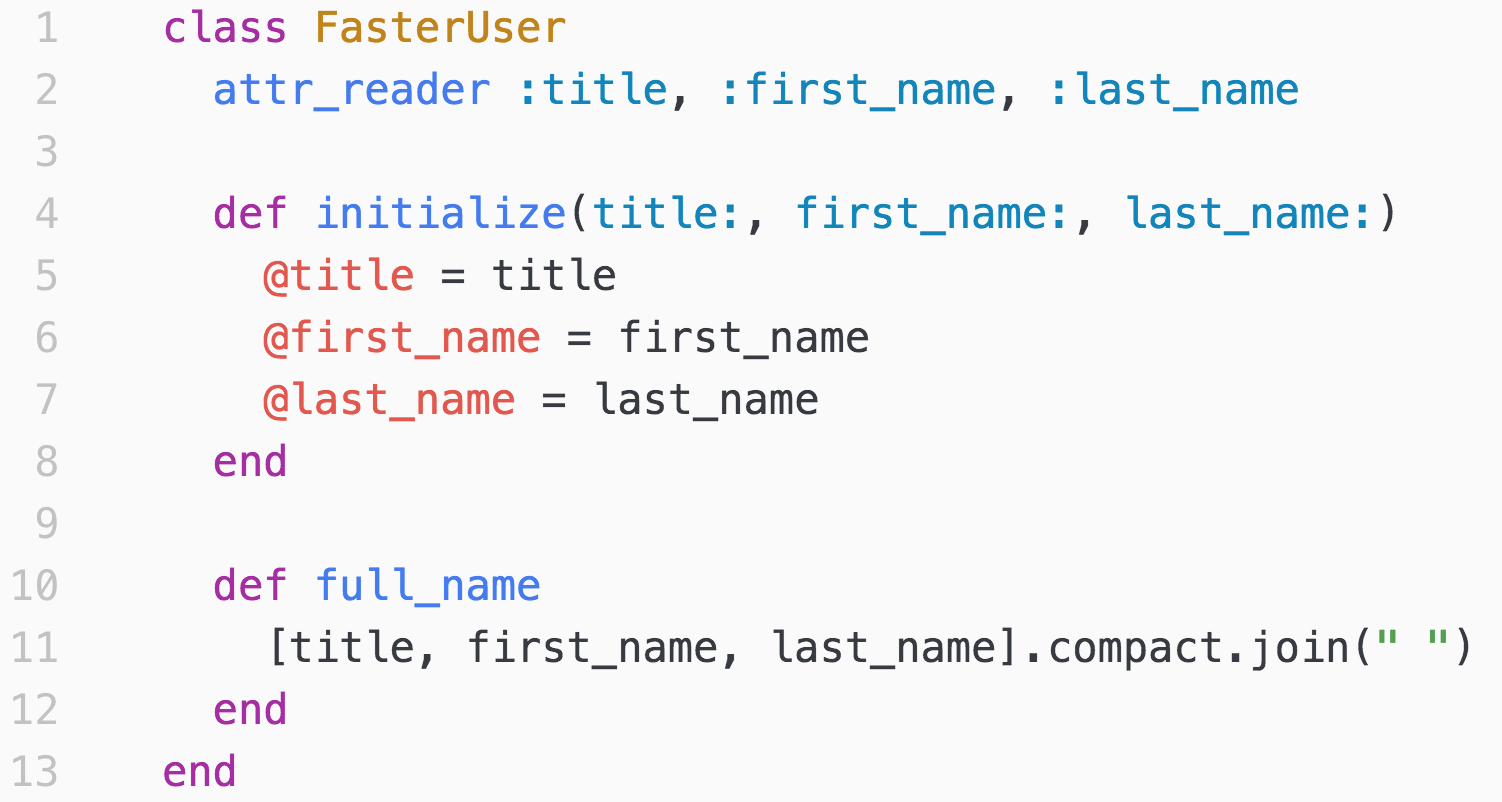 1 class FasterUser
2 attr_reader :title, :first_name, :last_name
3
4 def initialize(title:, first_name:, last_name:)
5 @title = title
6 @first_name = first_name
7 @last_name = last_name
8 end
9
10 def full_name
11 [title, first_name, last_name].compact.join(" ")
12 end
13 end